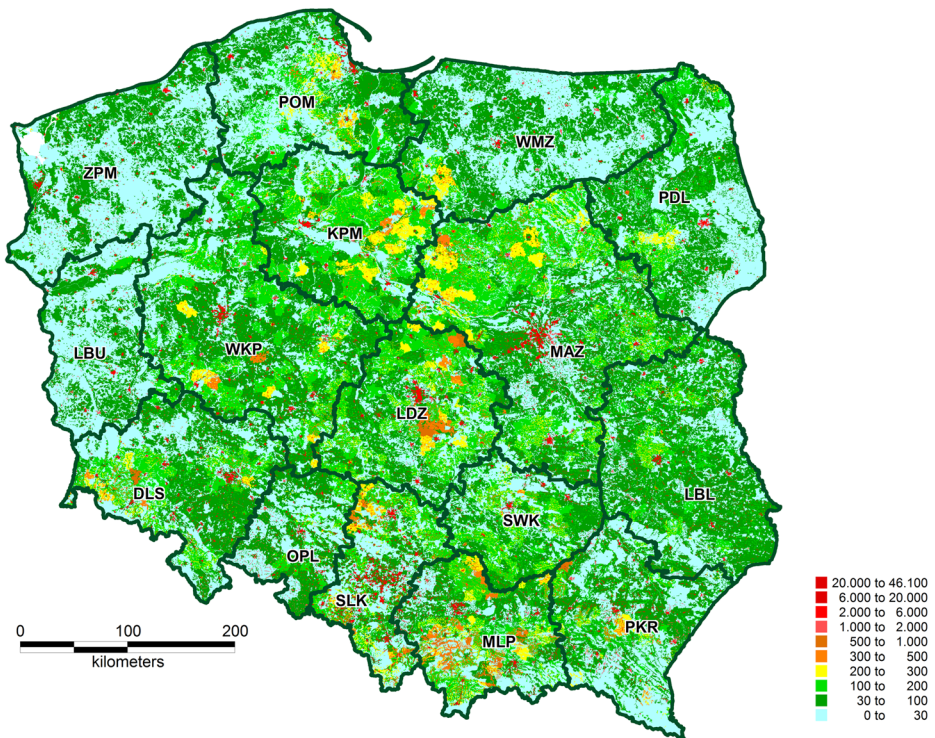 POM
WMZ
ZPM
PDL
KPM
LBU
WKP
MAZ
LDZ
DLS
LBL
SWK
OPL
SLK
PKR
MLP
0 100 200
kilometers
20.000 to 46.100
6.000 to 20.000
2.000 to 6.000
1.000 to 2.000
500 to 1.000
300 to 500
200 to 300
100 to 200
30 to 100
0 to 30